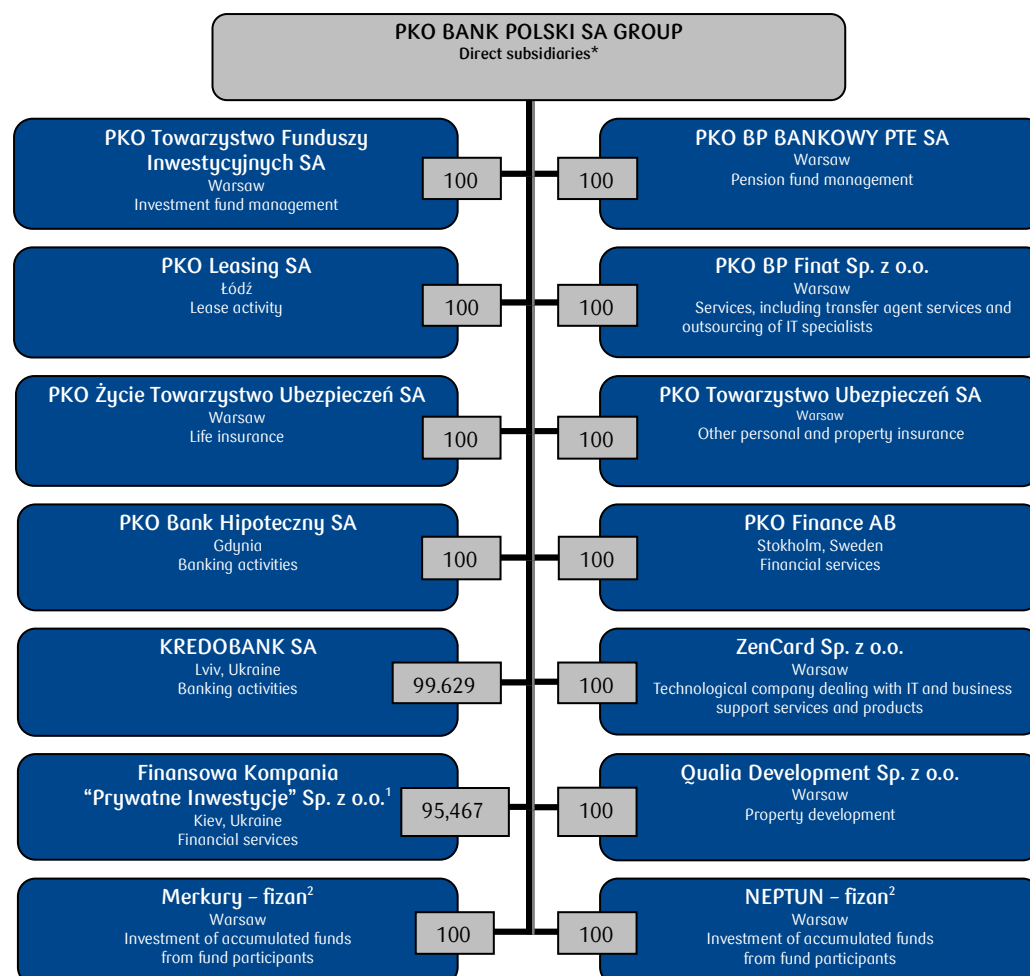 PKO BANK POLSKI SA GROUP
Direct subsidiaries*
PKO Towarzystwo Funduszy
Inwestycyjnych SA
Warsaw
Investment fund management
100
100
PKO BP BANKOWY PTE SA
Warsaw
Pension fund management
PKO Leasing SA
Łódź
Lease activity
100
100
PKO BP Finat Sp. z o.o.
Warsaw
Services, including transfer agent services and
outsourcing of IT specialists
PKO Życie Towarzystwo Ubezpieczeń SA
Warsaw
Life insurance
100
100
PKO Towarzystwo Ubezpieczeń SA
Warsaw
Other personal and property insurance
PKO Bank Hipoteczny SA
Gdynia
Banking activities
100
100
PKO Finance AB
Stokholm, Sweden
Financial services
KREDOBANK SA
Lviv, Ukraine
Banking activities
99.629
100
ZenCard Sp. z o.o.
Warsaw
Technological company dealing with IT and business
support services and products
Finansowa Kompania
“Prywatne Inwestycje” Sp. z o.o.¹
Kiev, Ukraine
Financial services
95,467
100
Qualia Development Sp. z o.o.
Warsaw
Property development
Merkury – fizan²
Warsaw
Investment of accumulated funds
from fund participants
100
100
NEPTUN – fizan²
Warsaw
Investment of accumulated funds
from fund participants